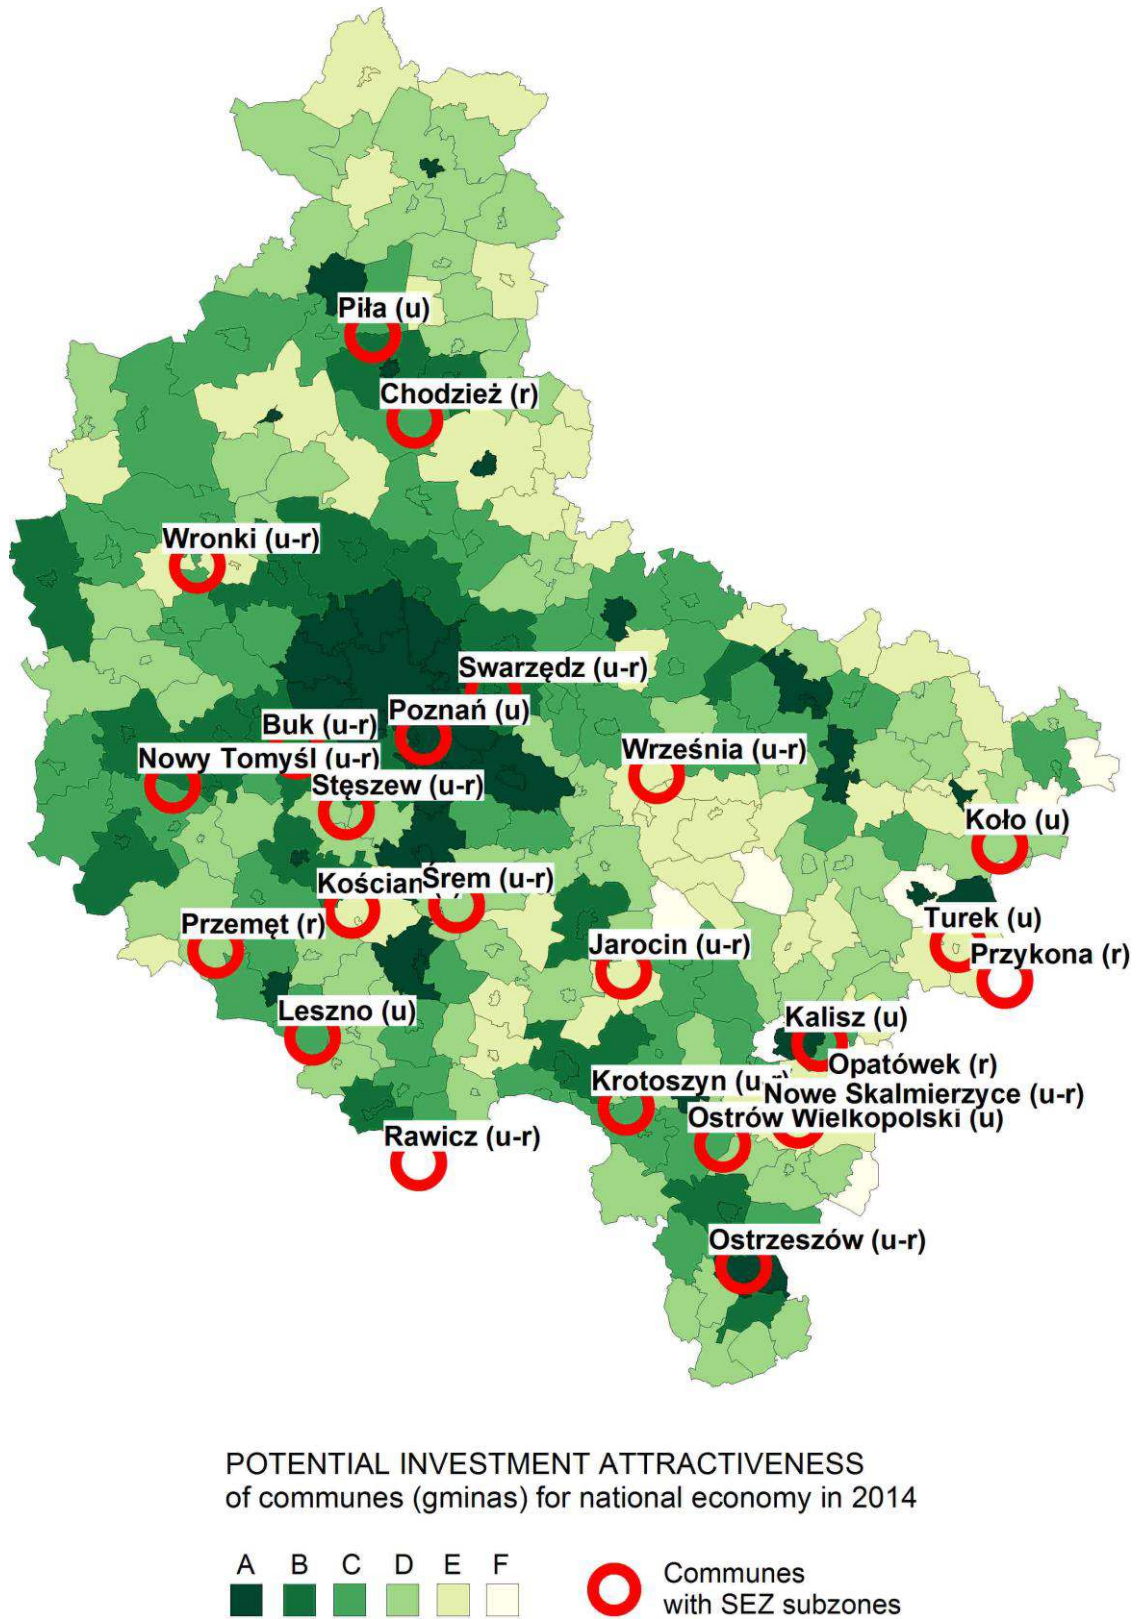 Piła (u)
Chodzież (r)
Wronki (u-r)
Swarzędz (u-r)
Poznań (u)
Buk (u-r)
Nowy Tomyśl (u-r)
Września (u-r)
Stęszew (u-r)
Koło (u)
Kościan
Śrem (u-r)
Przemęt (r)
Turek (u)
Jarocin (u-r)
Przykona (r)
Leszno (u)
Kalisz (u)
Opatówek (r)
Krotoszyn (u-r)
Nowe Skalmierzyce (u-r)
Ostrów Wielkopolski (u)
Rawicz (u-r)
Ostrzeszów (u-r)
POTENTIAL INVESTMENT ATTRACTIVENESS
of communes (gminas) for national economy in 2014
A B C D E F
Communes
with SEZ subzones